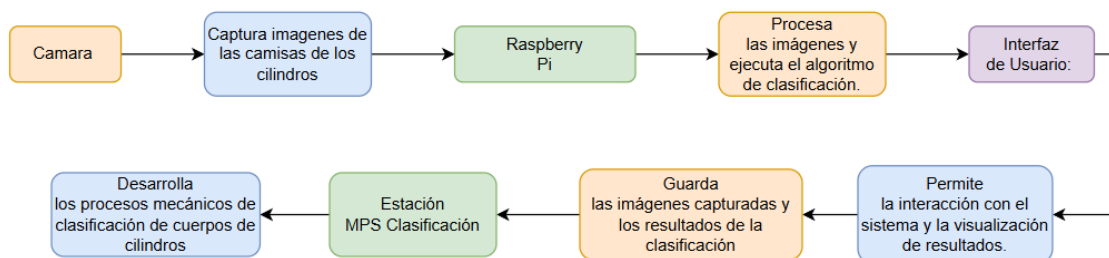 Camara
Captura imagenes de
las camisas de los
cilindros
Raspberry
Pi
Procesa
las imágenes y
ejecuta el algoritmo
de clasificación.
Interfaz
de Usuario:
Permite
la interacción con el
sistema y la visualización
de resultados.
Guarda
las imágenes capturadas y
los resultados de la
clasificación
Estación
MPS Clasificación
Desarrolla
los procesos mecánicos de
clasificación de cuerpos de
cilindros